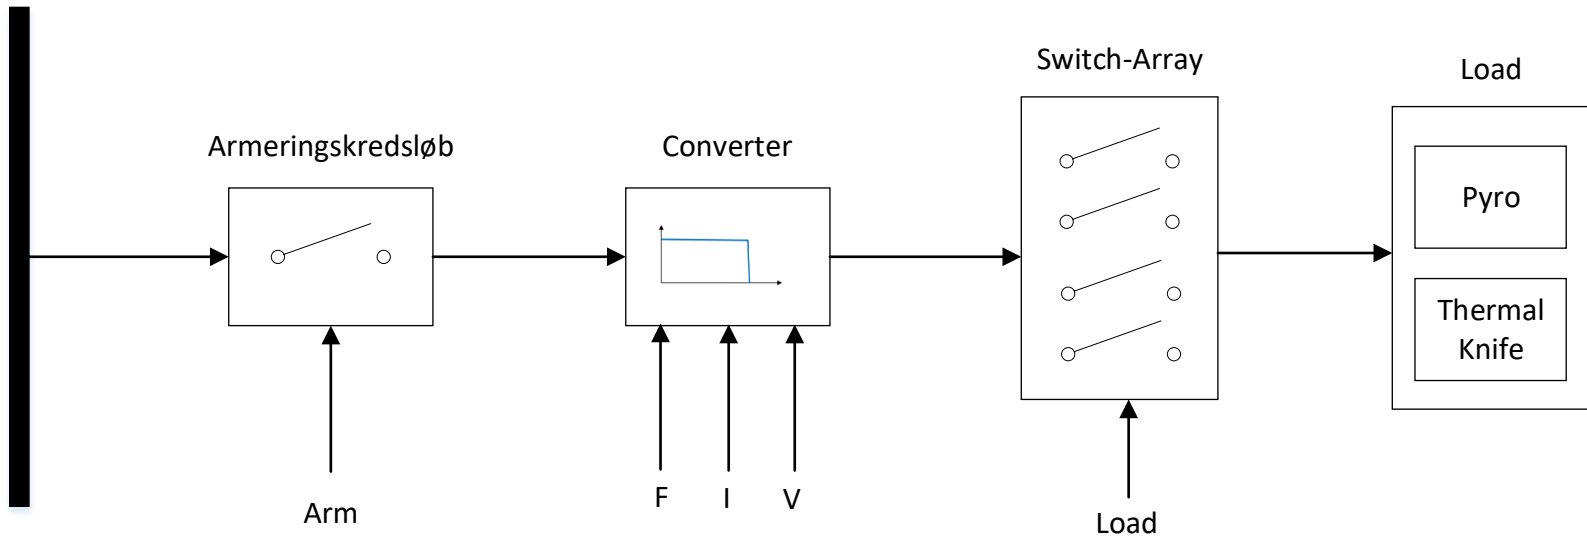 Armeringskredsløb
Arm
Converter
F
I
V
Switch-Array
Load
Load
Pyro
Thermal
Knife